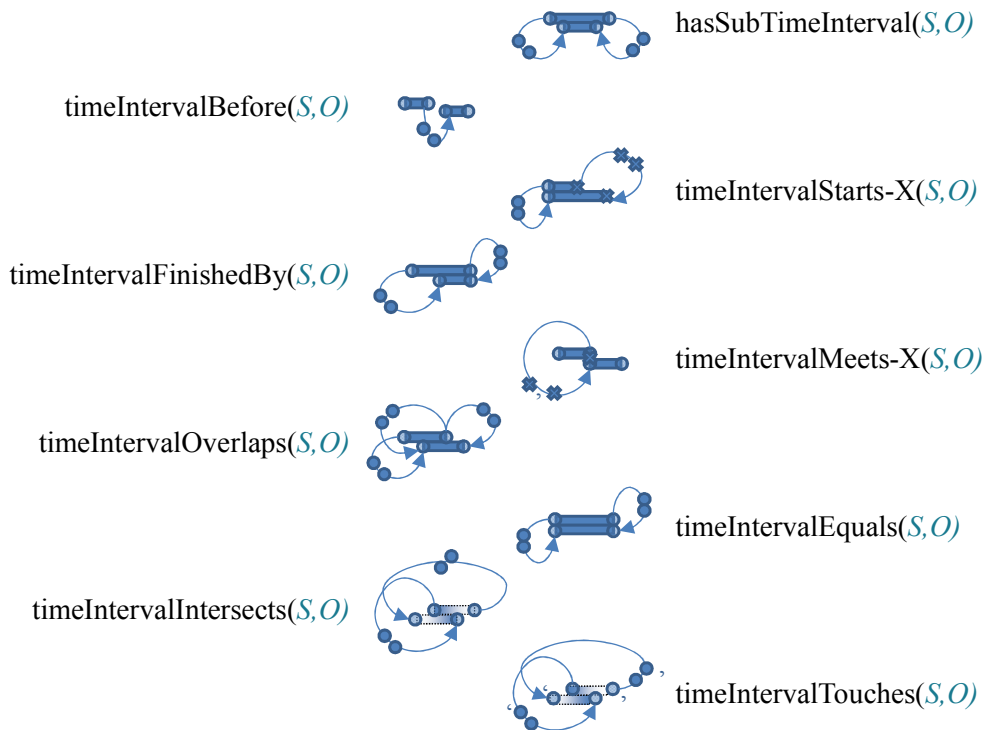 hasSubTimeInterval(S,O)
timeIntervalBefore(S,O)
timeIntervalStarts-X(S,O)
timeIntervalFinishedBy(S,O)
timeIntervalMeets-X(S,O)
timeIntervalOverlaps(S,O)
timeIntervalEquals(S,O)
timeIntervalIntersects(S,O)
timeIntervalTouches(S,O)